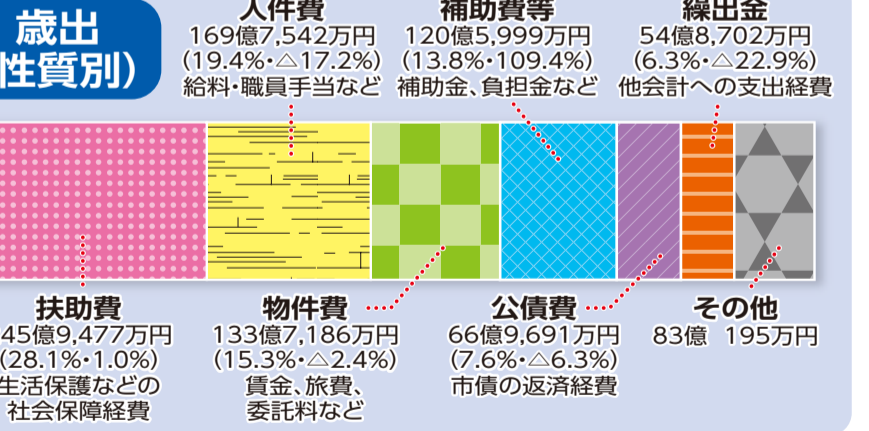 歳出
性質別)
人件費
169億7,542万円
(19.4%・△17.2%)
給料・職員手当など
補助費等
120億5,999万円
(13.8%・109.4%)
補助金、負担金など
繰出金
54億8,702万円
(6.3%・△22.9%)
他会計への支出経費
扶助費
45億9,477万円
(28.1%・1.0%)
生活保護などの
社会保障経費
物件費
133億7,186万円
(15.3%・△2.4%)
賃金、旅費、
委託料など
公債費
66億9,691万円
(7.6%・△6.3%)
市債の返済経費
その他
83億 195万円